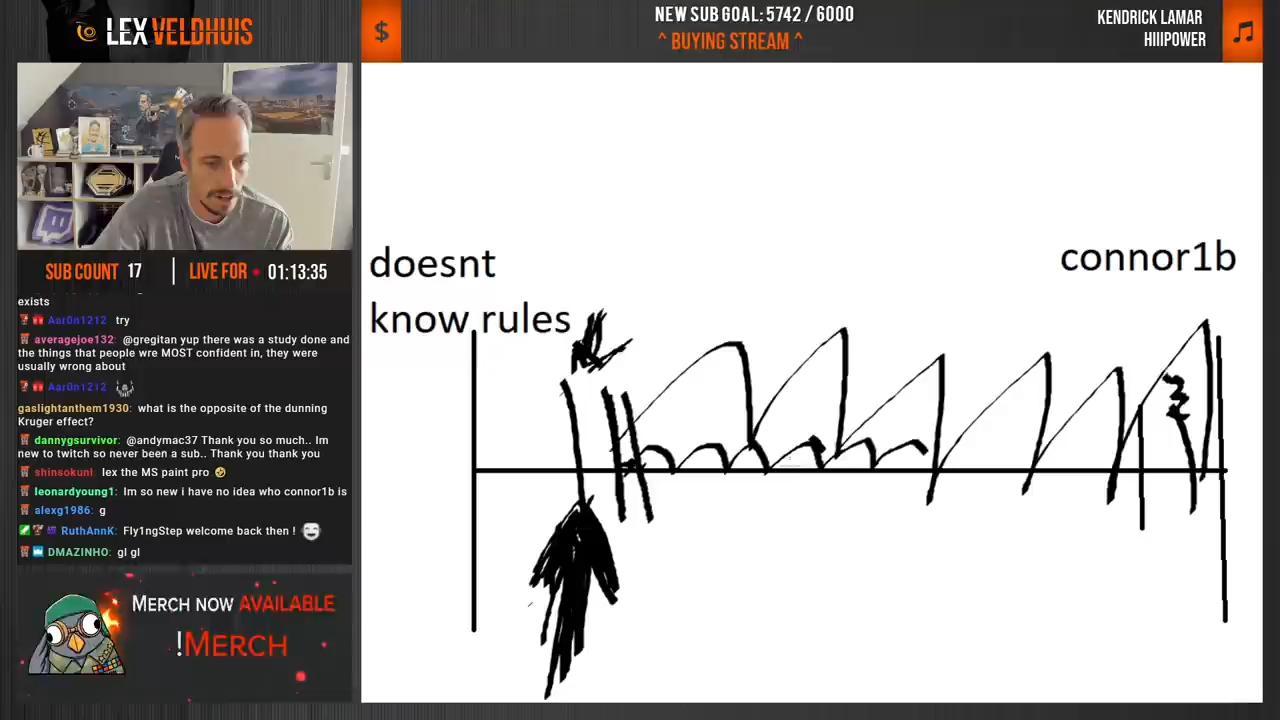 LEX VELDHUIS
$
NEW SUB GOAL: 5742 / 6000
^ BUYING STREAM ^
KENDRICK LAMAR
HIIIPOWER
SUB COUNT 17
LIVE FOR 01:13:35
exists
Aar0n1212 try
averagejoe132: @gregitan yup there was a study done and
the things that people wre MOST confident in, they were
usually wrong about
Aar0n1212
gaslightanthem1930: what is the opposite of the dunning
Kruger effect?
dannygsurvivor: @andymac37 Thank you so much.. Im
new to twitch so never been a sub.. Thank you thank you
shinsokunI: lex the MS paint pro
leonardyoung1: Im so new i have no idea who connor1b is
alexg1986: g
RuthAnnK: Fly1ngStep welcome back then !
DMAZINHO: gl gl
MERCH NOW AVAILABLE
!MERCH
doesnt
know rules
connor1b